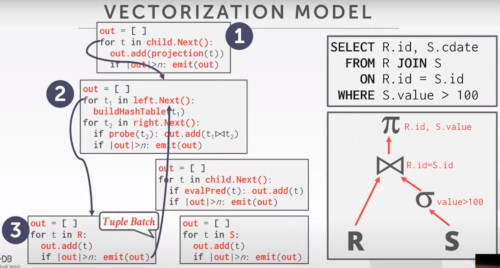 VECTORIZATION MODEL
out = [ ]
for t in child.Next():
out.add(projection(t))
if |out|>n: emit(out)
1
2
out = [ ]
for t₁ in left.Next():
buildHashTable(t₁)
for t₂ in right.Next():
if probe(t₂): out.add(t₁⨝t₂)
if |out|>n: emit(out)
out = [ ]
for t in child.Next():
if evalPred(t): out.add(t)
if |out|>n: emit(out)
3
Tuple Batch
out = [ ]
for t in R:
out.add(t)
if |out|>n: emit(out)
out = [ ]
for t in S:
out.add(t)
if |out|>n: emit(out)
SELECT R.id, S.cdate
FROM R JOIN S
ON R.id = S.id
WHERE S.value > 100
π R.id, S.value
⨝ R.id=S.id
σ value>100
R S
-DB